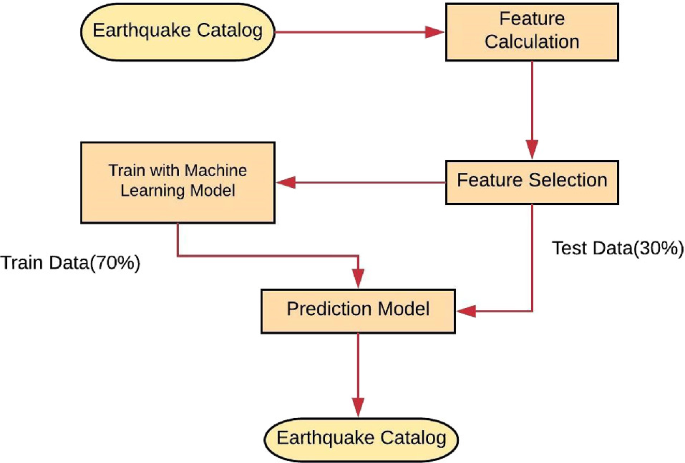 Earthquake Catalog
Feature
Calculation
Train with Machine
Learning Model
Feature Selection
Train Data(70%)
Test Data(30%)
Prediction Model
Earthquake Catalog